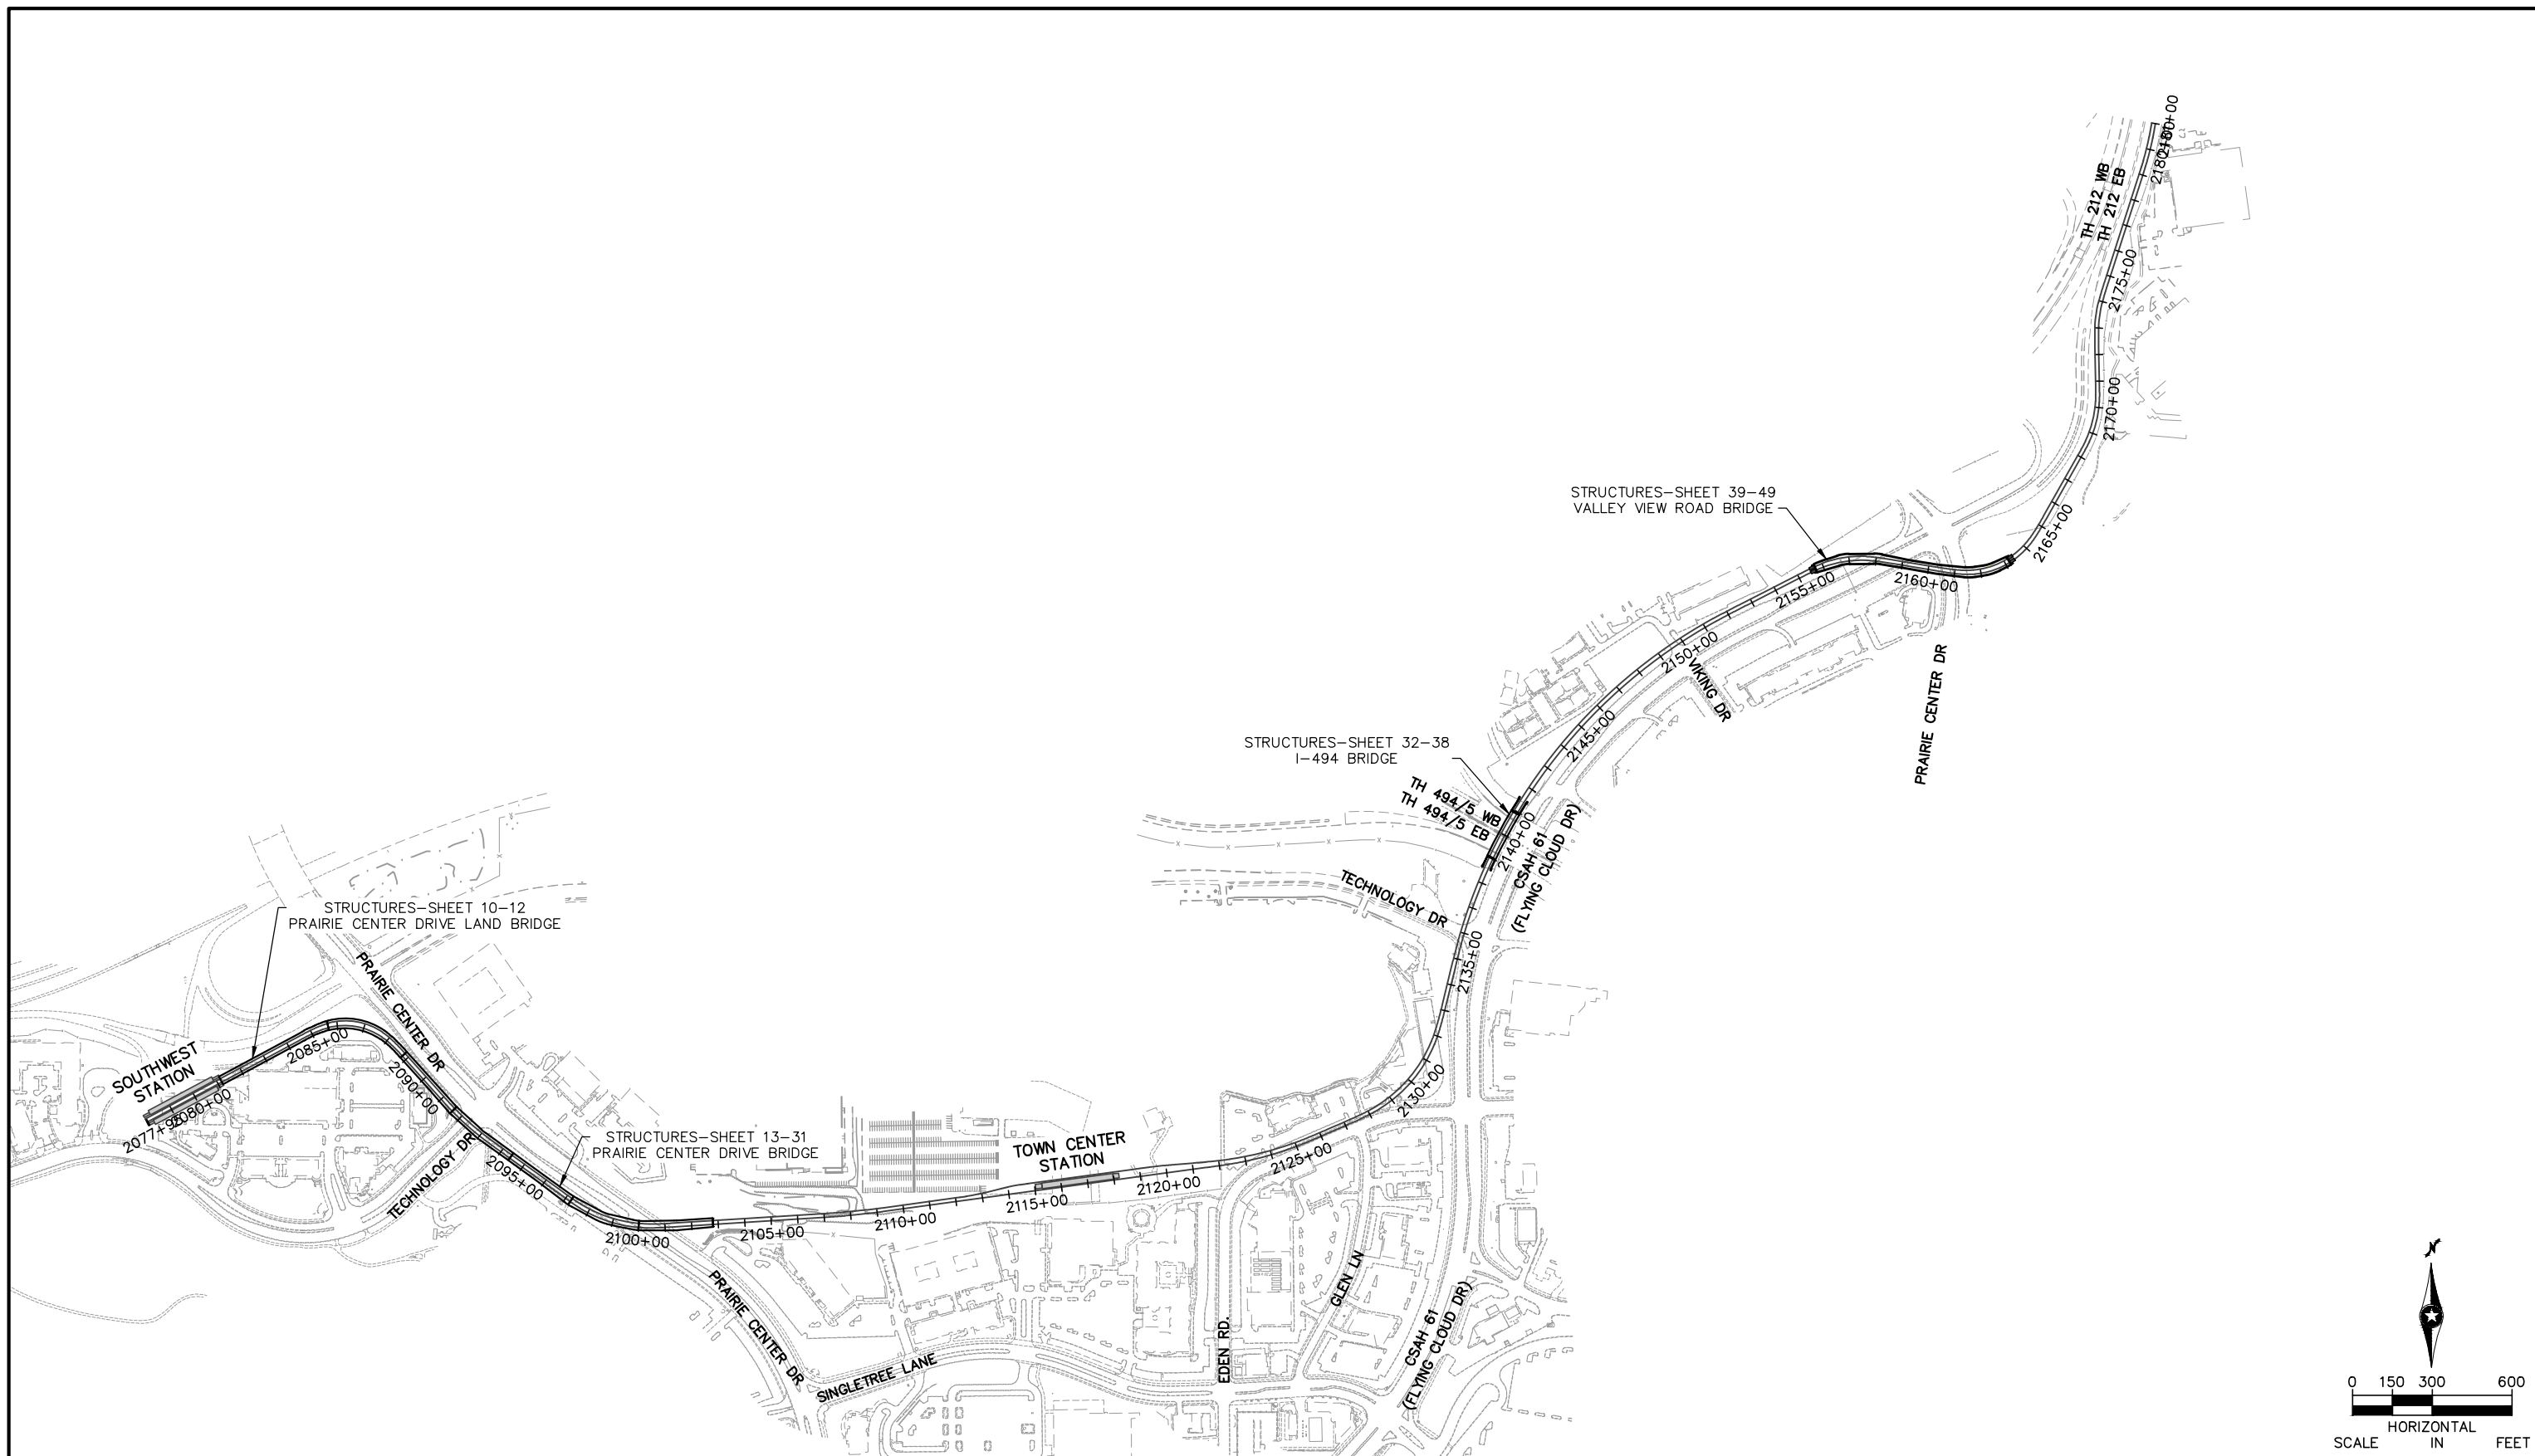 2180+00
TH 212 WB
TH 212 EB
2175+00
2170+00
STRUCTURES-SHEET 39-49
VALLEY VIEW ROAD BRIDGE
2165+00
2160+00
2155+00
2150+00
VIKING DR
PRAIRIE CENTER DR
2145+00
STRUCTURES-SHEET 32-38
I-494 BRIDGE
TH 494/5 WB
TH 494/5 EB
2140+00
CSAH 61
(FLYING CLOUD DR)
TECHNOLOGY DR
2135+00
STRUCTURES-SHEET 10-12
PRAIRIE CENTER DRIVE LAND BRIDGE
PRAIRIE CENTER DR
SOUTHWEST
STATION
2085+00
2080+00
2090+00
2130+00
TECHNOLOGY DR
STRUCTURES-SHEET 13-31
PRAIRIE CENTER DRIVE BRIDGE
TOWN CENTER
STATION
2095+00
2125+00
2120+00
2115+00
2110+00
2105+00
2100+00
PRAIRIE CENTER DR
SINGLETREE LANE
EDEN RD.
GLEN LN
CSAH 61
(FLYING CLOUD DR)
N
0 150 300 600
HORIZONTAL
SCALE IN FEET